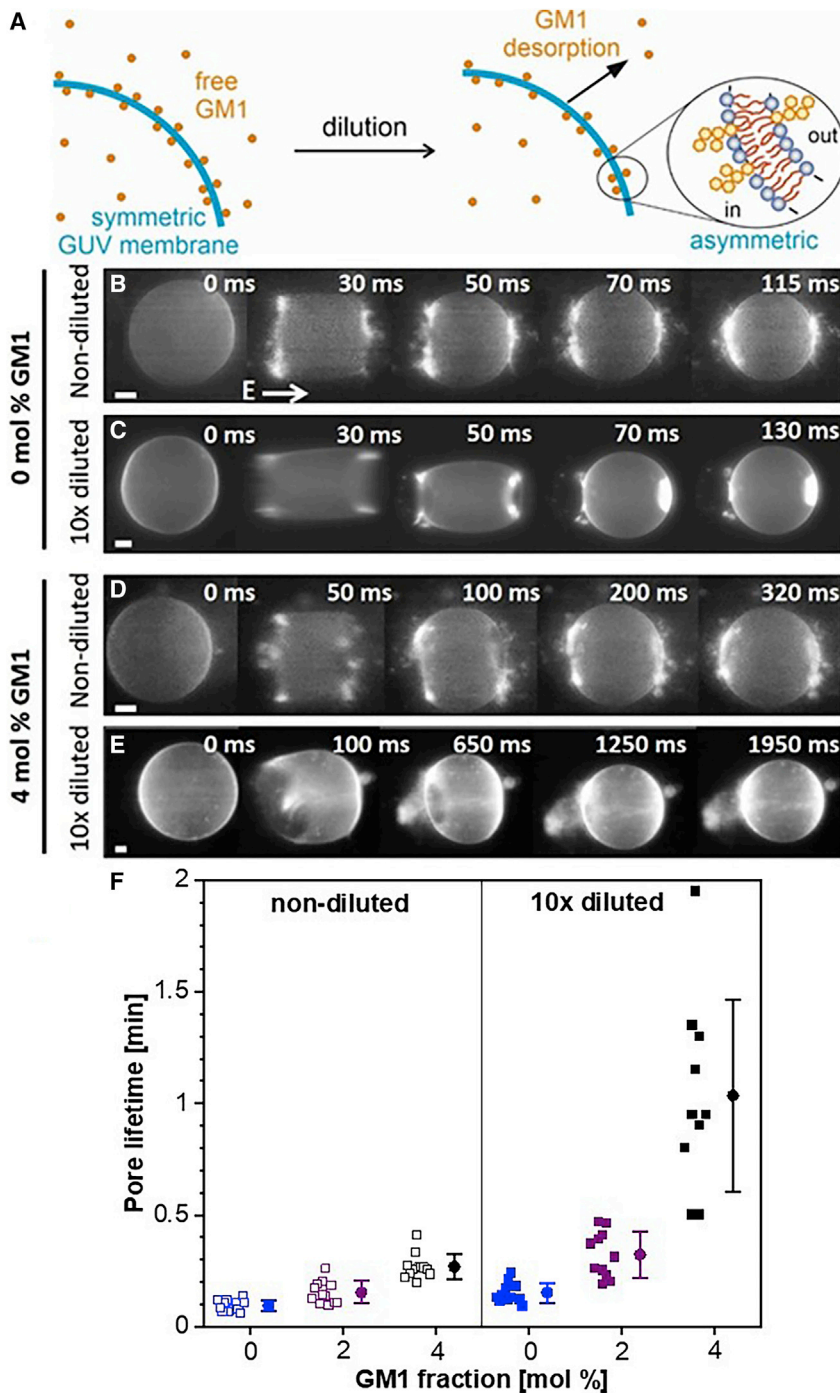 A
free
GM1
symmetric
GUV membrane
dilution
GM1
desorption
out
in
asymmetric
0 mol % GM1
Non-diluted
B
0 ms
30 ms
50 ms
70 ms
115 ms
E
10x diluted
C
0 ms
30 ms
50 ms
70 ms
130 ms
4 mol % GM1
Non-diluted
D
0 ms
50 ms
100 ms
200 ms
320 ms
10x diluted
E
0 ms
100 ms
650 ms
1250 ms
1950 ms
F
non-diluted
10x diluted
Pore lifetime [min]
2
1.5
1
0.5
0
0
2
4
0
2
4
GM1 fraction [mol %]